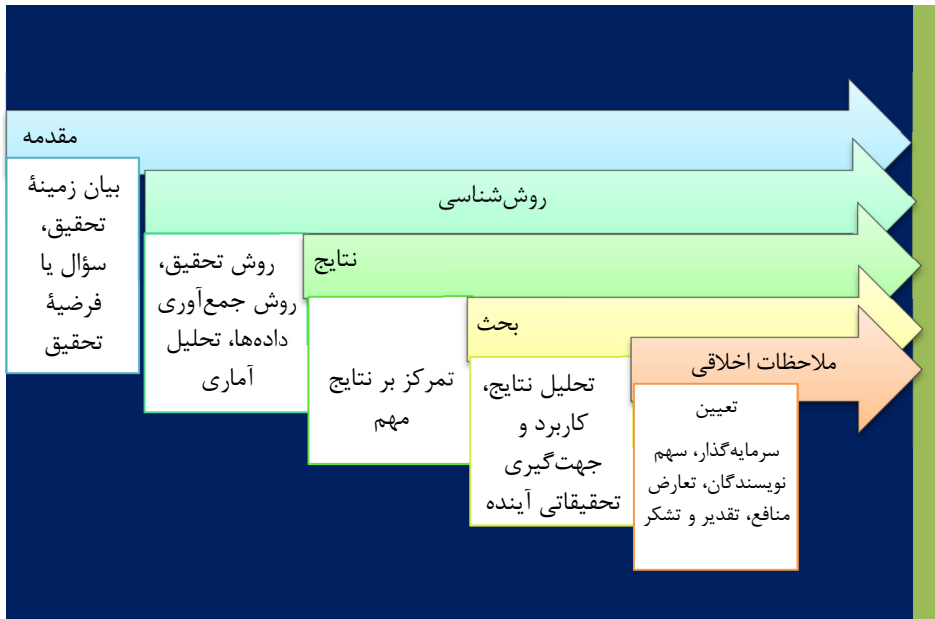 مقدمه
بیان زمینۀ
تحقیق،
سؤال یا
فرضیۀ
تحقیق
روش‌شناسی
روش تحقیق،
روش جمع‌آوری
داده‌ها، تحلیل
آماری
نتایج
تمرکز بر نتایج
مهم
بحث
تحلیل نتایج،
کاربرد و
جهت‌گیری
تحقیقاتی آینده
ملاحظات اخلاقی
تعیین
سرمایه‌گذار، سهم
نویسندگان، تعارض
منافع، تقدیر و تشکر